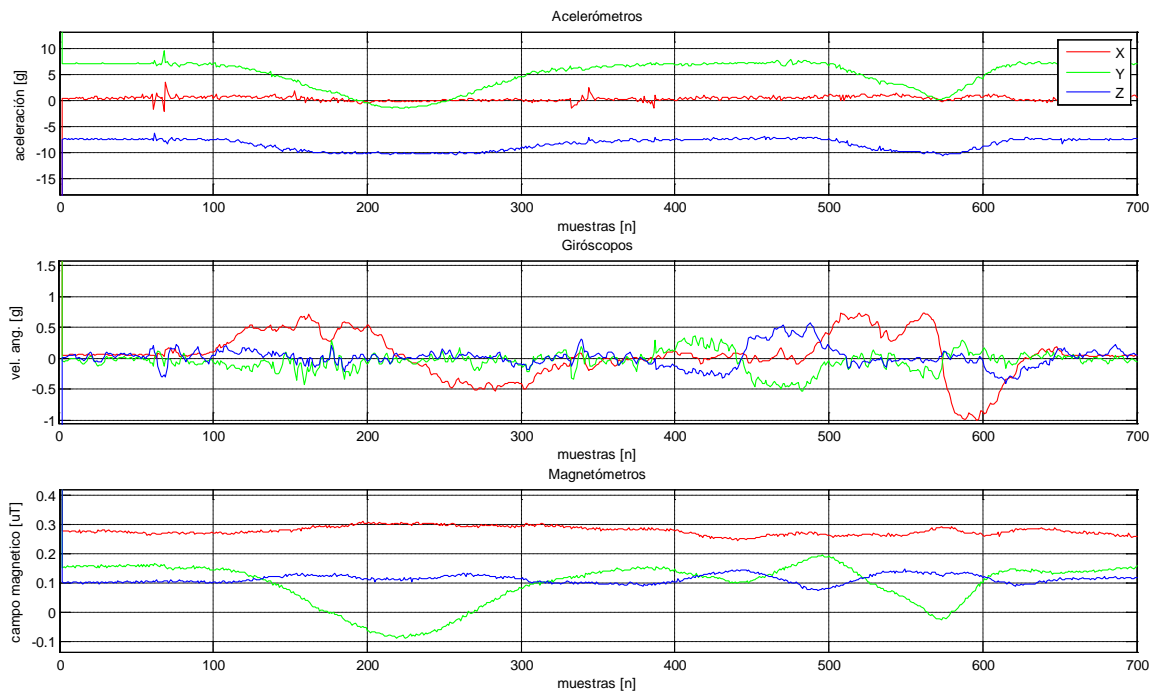 Acelerómetros
aceleración [g]
10
5
0
-5
-10
-15
X
Y
Z
0 100 200 300 400 500 600 700
muestras [n]
Giróscopos
vel. ang. [g]
1.5
1
0.5
0
-0.5
-1
0 100 200 300 400 500 600 700
muestras [n]
Magnetómetros
campo magnetico [uT]
0.4
0.3
0.2
0.1
0
-0.1
0 100 200 300 400 500 600 700
muestras [n]